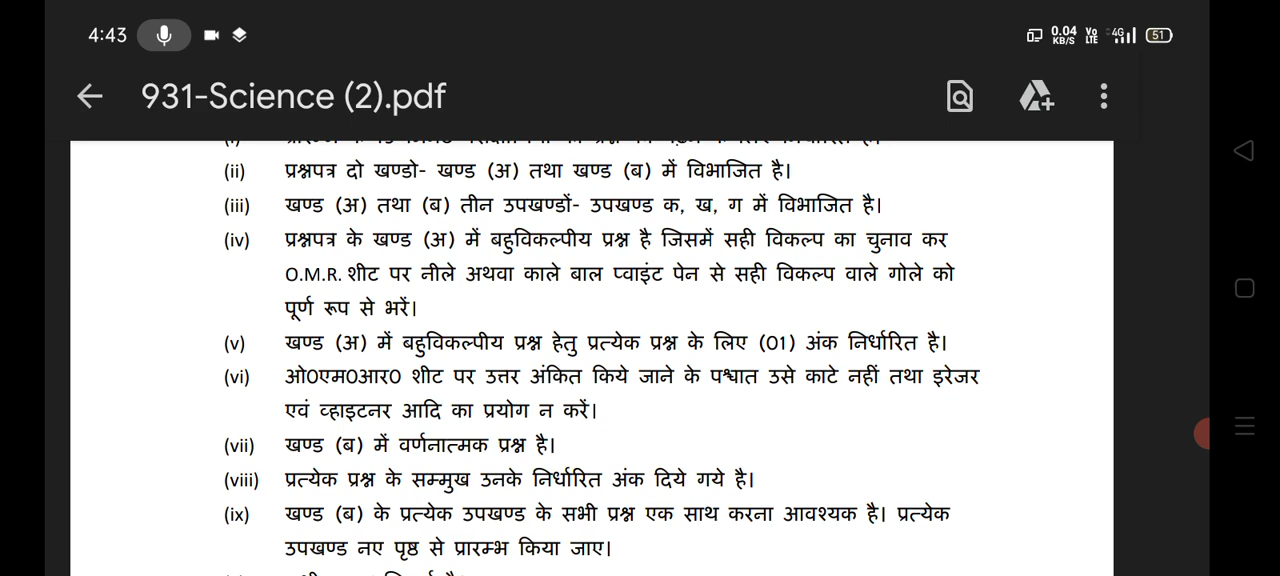 4:43
0.04 KB/S Vo LTE 4G 51
931-Science (2).pdf
(ii) प्रश्नपत्र दो खण्डो- खण्ड (अ) तथा खण्ड (ब) में विभाजित है।
(iii) खण्ड (अ) तथा (ब) तीन उपखण्डों- उपखण्ड क, ख, ग में विभाजित है।
(iv) प्रश्नपत्र के खण्ड (अ) में बहुविकल्पीय प्रश्न है जिसमें सही विकल्प का चुनाव कर
O.M.R. शीट पर नीले अथवा काले बाल प्वाइंट पेन से सही विकल्प वाले गोले को
पूर्ण रूप से भरें।
(v) खण्ड (अ) में बहुविकल्पीय प्रश्न हेतु प्रत्येक प्रश्न के लिए (01) अंक निर्धारित है।
(vi) ओ0एम0आर0 शीट पर उत्तर अंकित किये जाने के पश्चात उसे काटे नहीं तथा इरेजर
एवं व्हाइटनर आदि का प्रयोग न करें।
(vii) खण्ड (ब) में वर्णनात्मक प्रश्न है।
(viii) प्रत्येक प्रश्न के सम्मुख उनके निर्धारित अंक दिये गये है।
(ix) खण्ड (ब) के प्रत्येक उपखण्ड के सभी प्रश्न एक साथ करना आवश्यक है। प्रत्येक
उपखण्ड नए पृष्ठ से प्रारम्भ किया जाए।